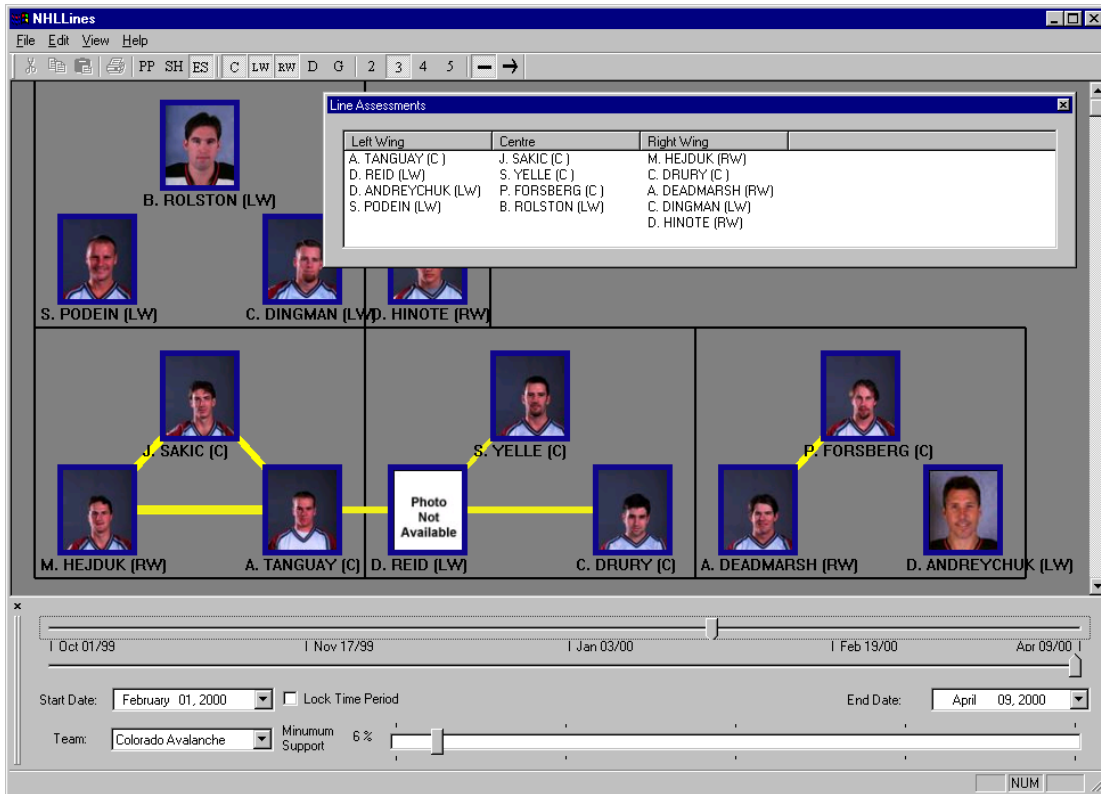 NHLLines
File Edit View Help
PP SH ES C LW RW D G 2 3 4 5
Line Assessments
Left Wing Centre Right Wing
A. TANGUAY (C ) J. SAKIC (C ) M. HEJDUK (RW)
D. REID (LW) S. YELLE (C ) C. DRURY (C )
D. ANDREYCHUK (LW) P. FORSBERG (C ) A. DEADMARSH (RW)
S. PODEIN (LW) B. ROLSTON (LW) C. DINGMAN (LW)
D. HINOTE (RW)
B. ROLSTON (LW)
S. PODEIN (LW) C. DINGMAN (LW) D. HINOTE (RW)
J. SAKIC (C) S. YELLE (C) P. FORSBERG (C)
Photo
Not
Available
M. HEJDUK (RW) A. TANGUAY (C) D. REID (LW) C. DRURY (C) A. DEADMARSH (RW) D. ANDREYCHUK (LW)
Oct 01/99 Nov 17/99 Jan 03/00 Feb 19/00 Apr 09/00
Start Date: February 01, 2000 Lock Time Period End Date: April 09, 2000
Team: Colorado Avalanche Minumum Support 6 %
NUM